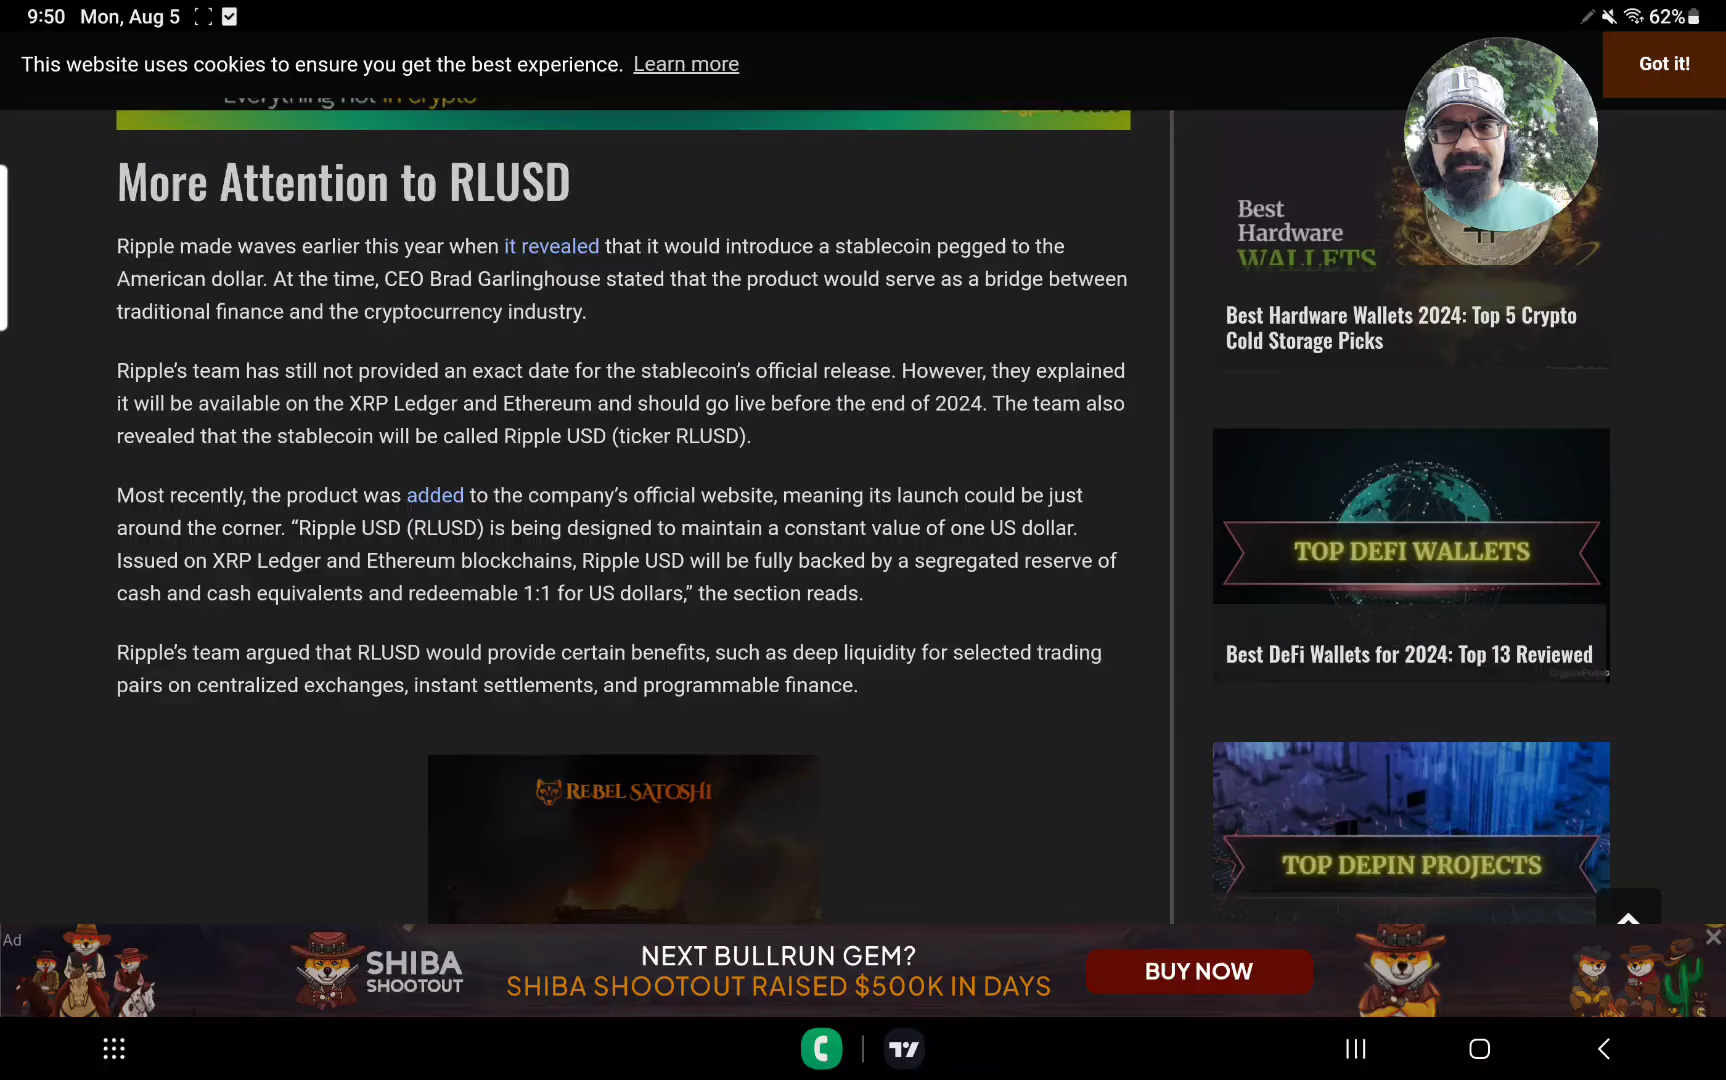 9:50 Mon, Aug 5
62%
This website uses cookies to ensure you get the best experience. Learn more
Got it!
Everything hot in crypto
More Attention to RLUSD
Ripple made waves earlier this year when it revealed that it would introduce a stablecoin pegged to the
American dollar. At the time, CEO Brad Garlinghouse stated that the product would serve as a bridge between
traditional finance and the cryptocurrency industry.
Ripple’s team has still not provided an exact date for the stablecoin’s official release. However, they explained
it will be available on the XRP Ledger and Ethereum and should go live before the end of 2024. The team also
revealed that the stablecoin will be called Ripple USD (ticker RLUSD).
Most recently, the product was added to the company’s official website, meaning its launch could be just
around the corner. “Ripple USD (RLUSD) is being designed to maintain a constant value of one US dollar.
Issued on XRP Ledger and Ethereum blockchains, Ripple USD will be fully backed by a segregated reserve of
cash and cash equivalents and redeemable 1:1 for US dollars,” the section reads.
Ripple’s team argued that RLUSD would provide certain benefits, such as deep liquidity for selected trading
pairs on centralized exchanges, instant settlements, and programmable finance.
REBEL SATOSHI
Best
Hardware
WALLETS
Best Hardware Wallets 2024: Top 5 Crypto
Cold Storage Picks
TOP DEFI WALLETS
Best DeFi Wallets for 2024: Top 13 Reviewed
TOP DEPIN PROJECTS
Ad
SHIBA
SHOOTOUT
NEXT BULLRUN GEM?
SHIBA SHOOTOUT RAISED $500K IN DAYS
BUY NOW